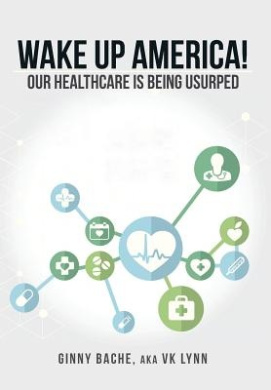 WAKE UP AMERICA!
OUR HEALTHCARE IS BEING USURPED
GINNY BACHE, AKA VK LYNN